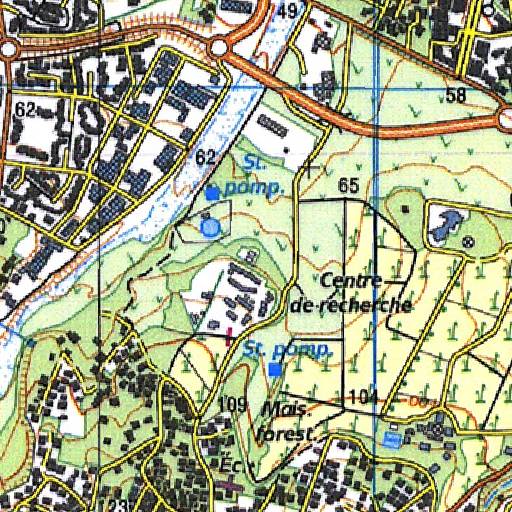 49
62
58
62
St.
pomp.
65
Centre
de recherche
St. pomp.
104
109
Mais.
forest.
Éc.